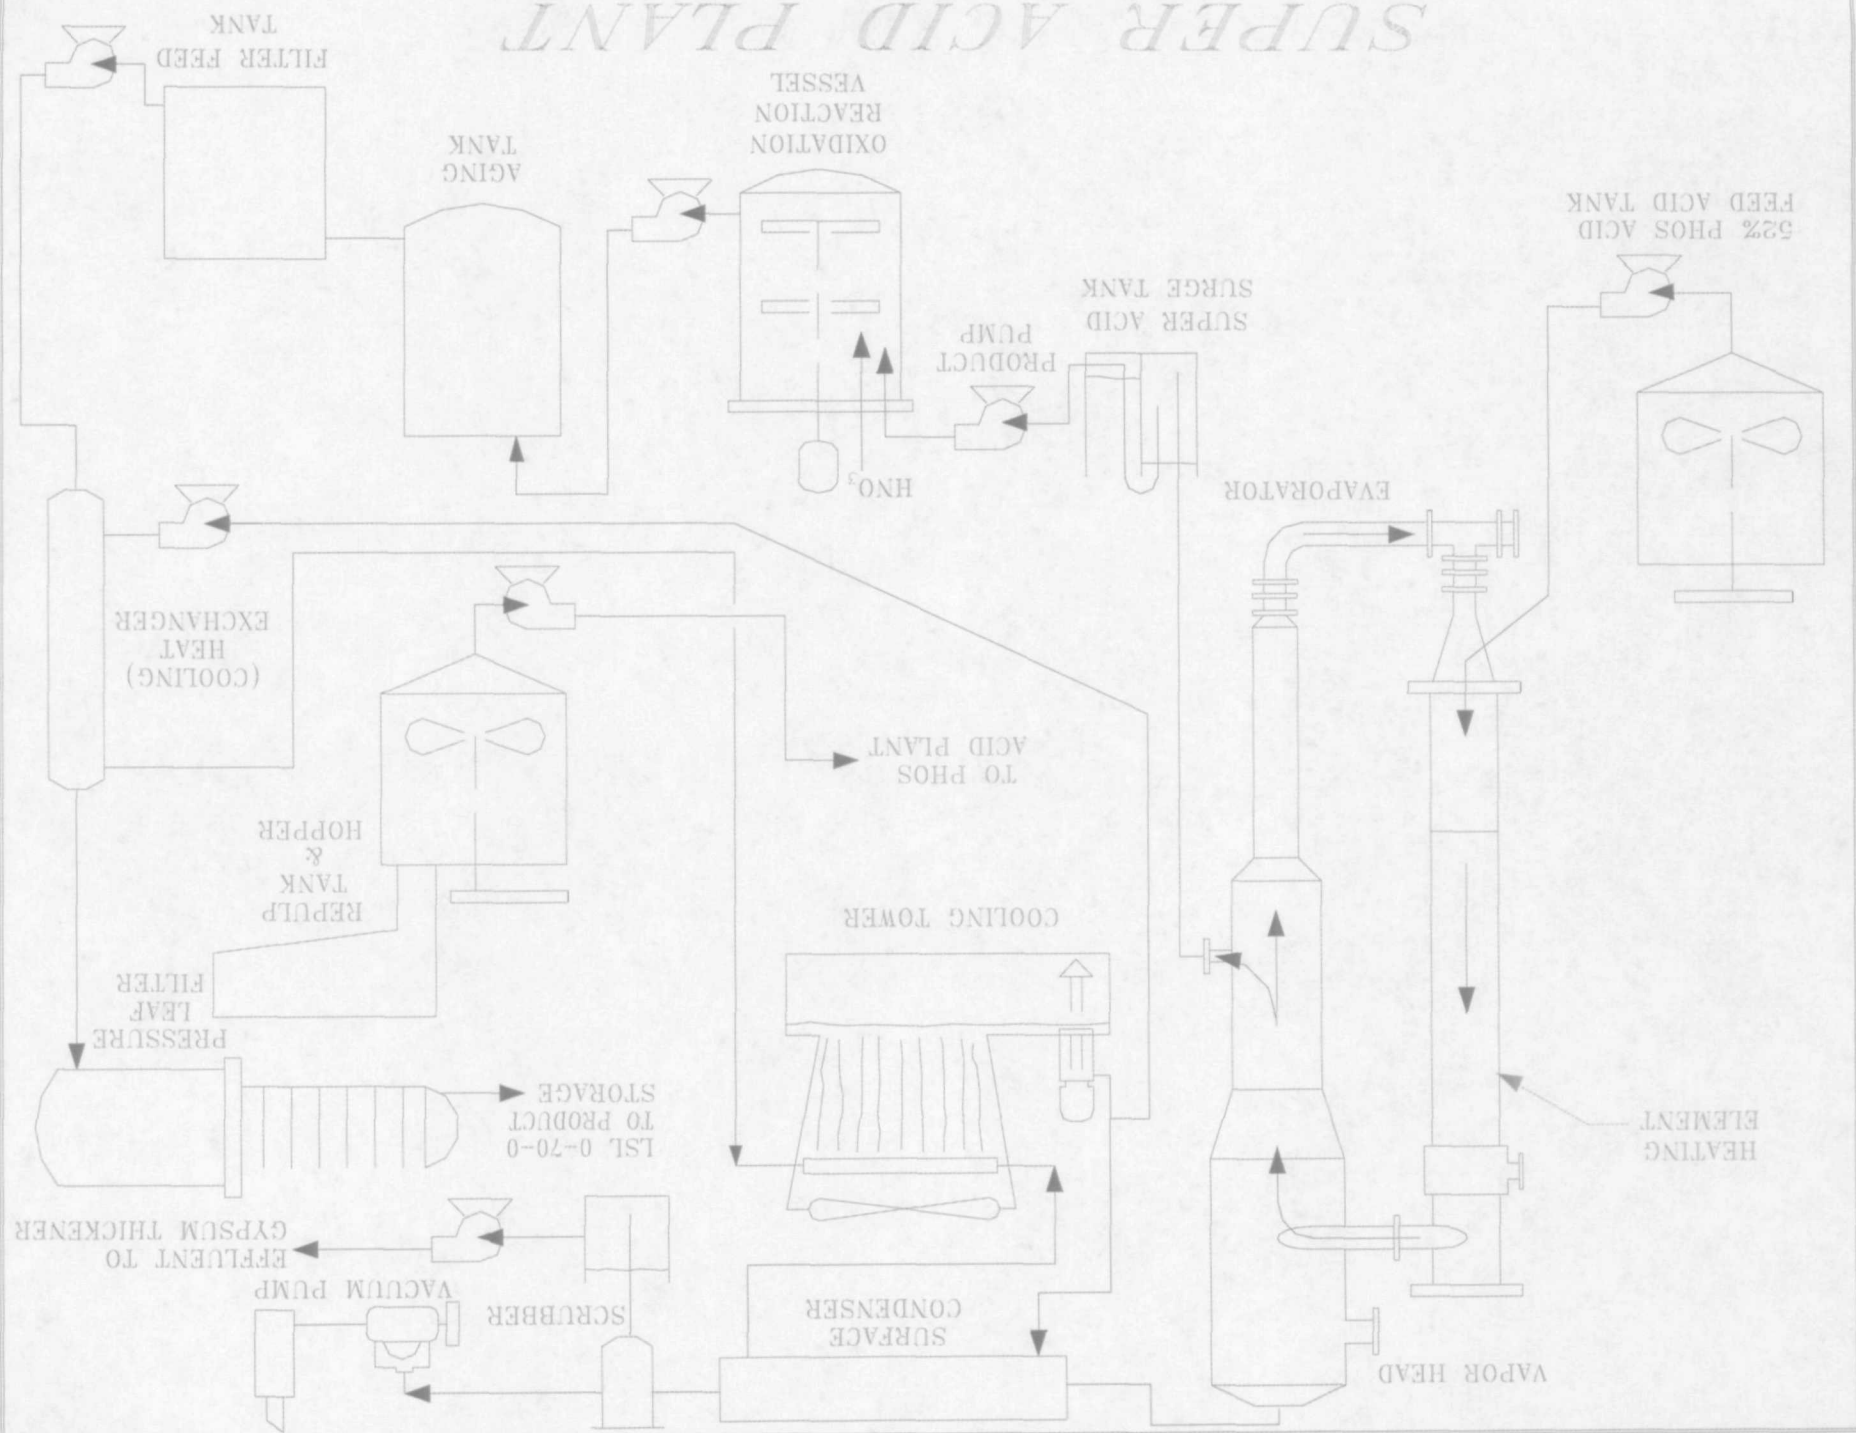 VAPOR HEAD
SURFACE
CONDENSER
SCRUBBER
VACUUM PUMP
EFFLUENT TO
GYPSUM THICKENER
HEATING
ELEMENT
LSL 0-70-0
TO PRODUCT
STORAGE
PRESSURE
LEAF
FILTER
COOLING TOWER
REPULP
TANK
&
HOPPER
TO PHOS
ACID PLANT
(COOLING)
HEAT
EXCHANGER
EVAPORATOR
HNO3
PRODUCT
PUMP
SUPER ACID
SURGE TANK
52% PHOS ACID
FEED ACID TANK
OXIDATION
REACTION
VESSEL
AGING
TANK
FILTER FEED
TANK
SUPER ACID PLANT